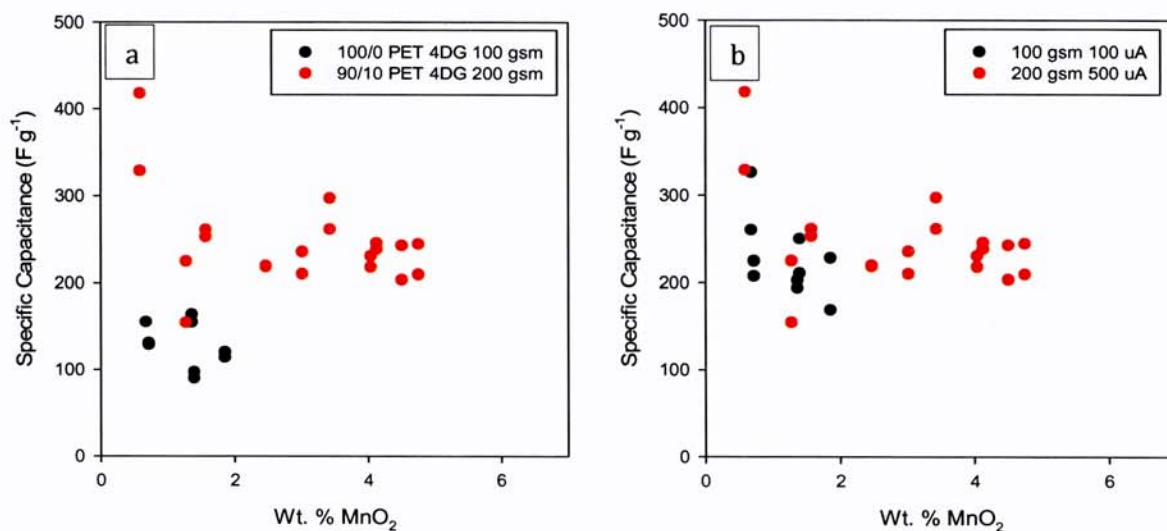 a
100/0 PET 4DG 100 gsm
90/10 PET 4DG 200 gsm
Specific Capacitance (F g⁻¹)
500
400
300
200
100
0
0 2 4 6
Wt. % MnO₂
b
100 gsm 100 uA
200 gsm 500 uA
Specific Capacitance (F g⁻¹)
500
400
300
200
100
0
0 2 4 6
Wt. % MnO₂